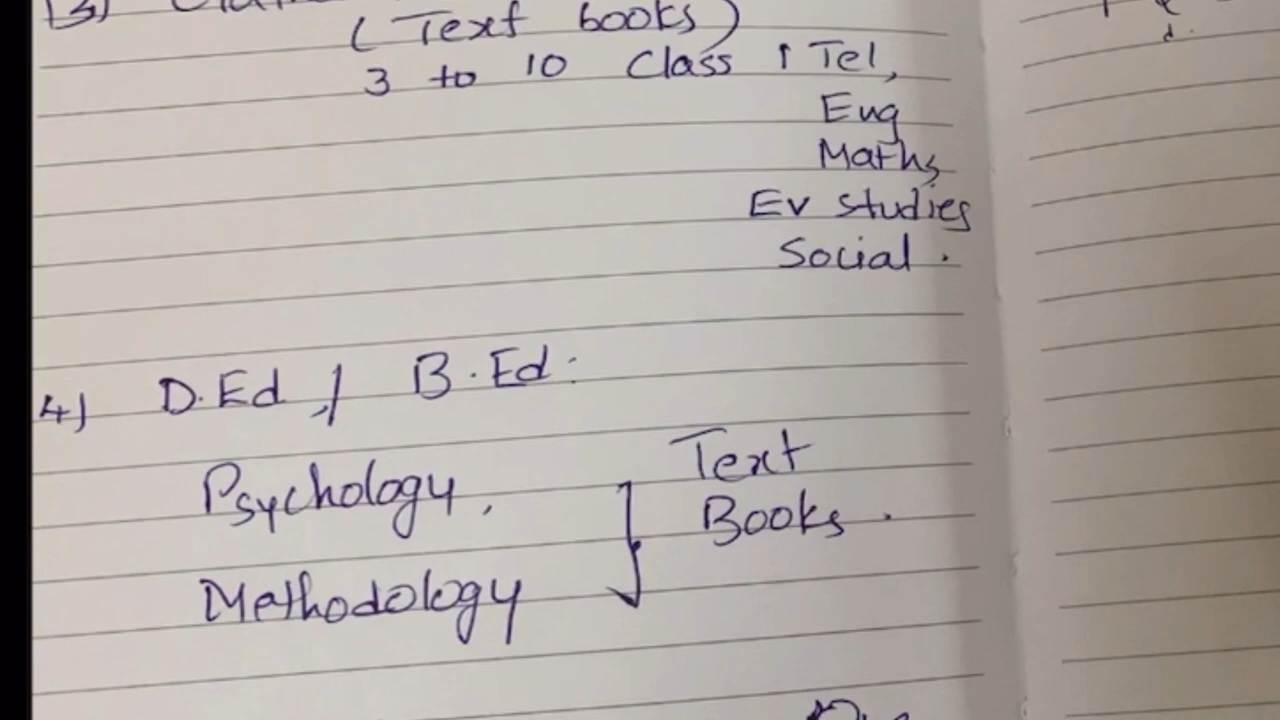 3)
( Text books )
3 to 10 Class ↑ Tel,
Eng
Maths
Ev studies
Social .
4) D.Ed / B.Ed :
Psychology , Text
Books .
Methodology